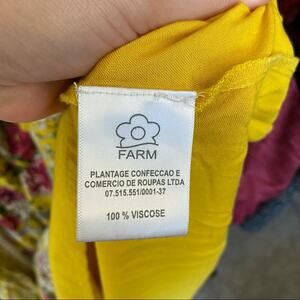 FARM
PLANTAGE CONFECCAO E
COMERCIO DE ROUPAS LTDA
07.515.551/0001-37
100 % VISCOSE